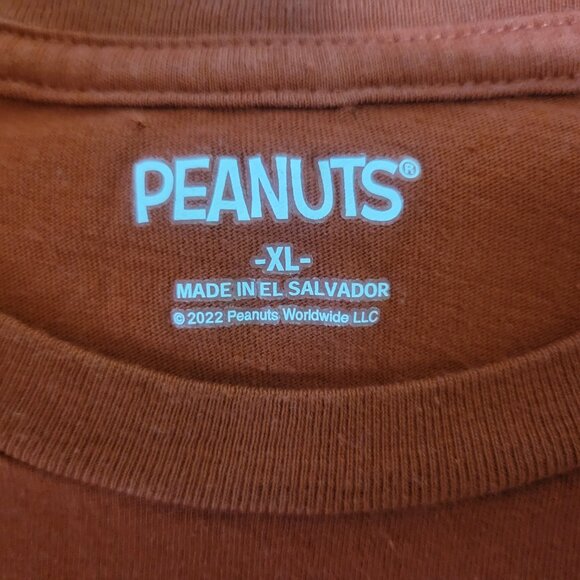 PEANUTS®
-XL-
MADE IN EL SALVADOR
© 2022 Peanuts Worldwide LLC